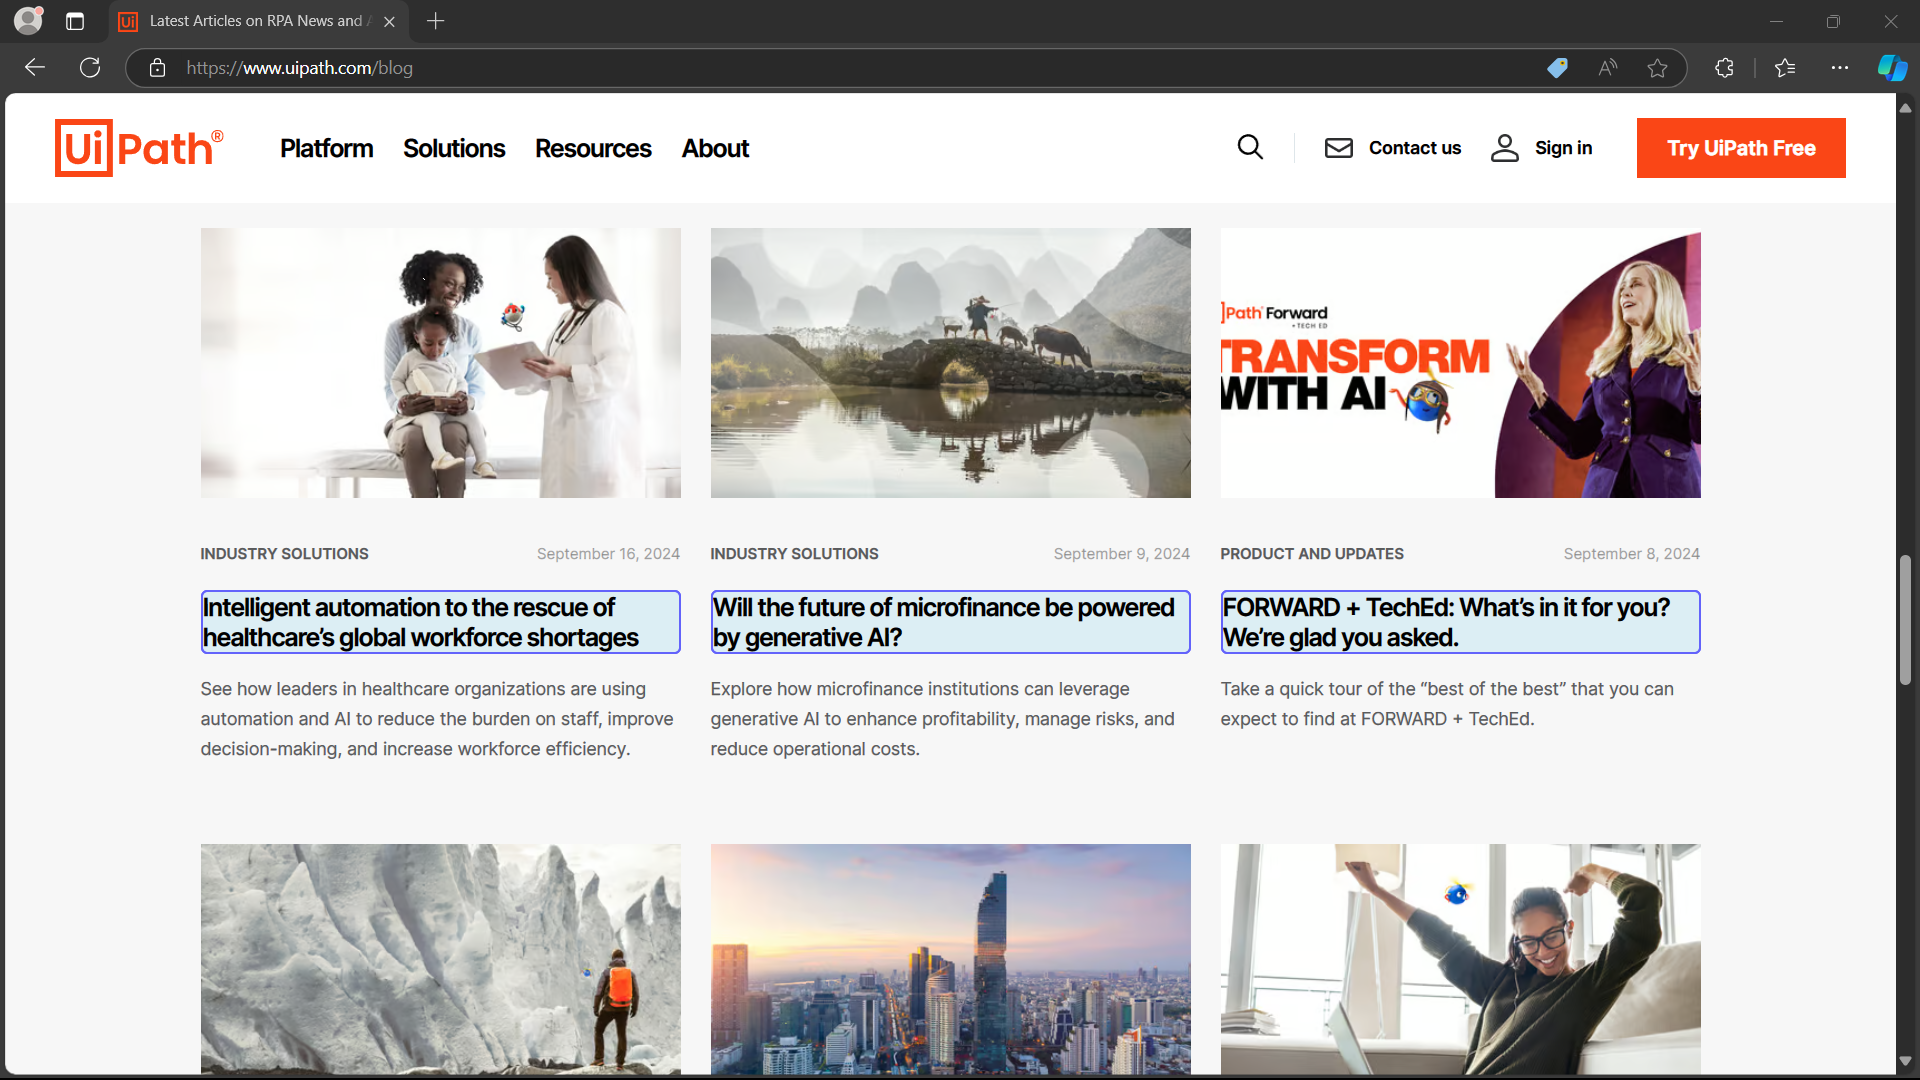 Latest Articles on RPA News and
https://www.uipath.com/blog
UiPath®
Platform Solutions Resources About
Contact us Sign in Try UiPath Free
Path Forward
+ TECH ED
TRANSFORM
WITH AI
INDUSTRY SOLUTIONS September 16, 2024
Intelligent automation to the rescue of
healthcare's global workforce shortages
See how leaders in healthcare organizations are using
automation and AI to reduce the burden on staff, improve
decision-making, and increase workforce efficiency.
INDUSTRY SOLUTIONS September 9, 2024
Will the future of microfinance be powered
by generative AI?
Explore how microfinance institutions can leverage
generative AI to enhance profitability, manage risks, and
reduce operational costs.
PRODUCT AND UPDATES September 8, 2024
FORWARD + TechEd: What's in it for you?
We're glad you asked.
Take a quick tour of the “best of the best” that you can
expect to find at FORWARD + TechEd.